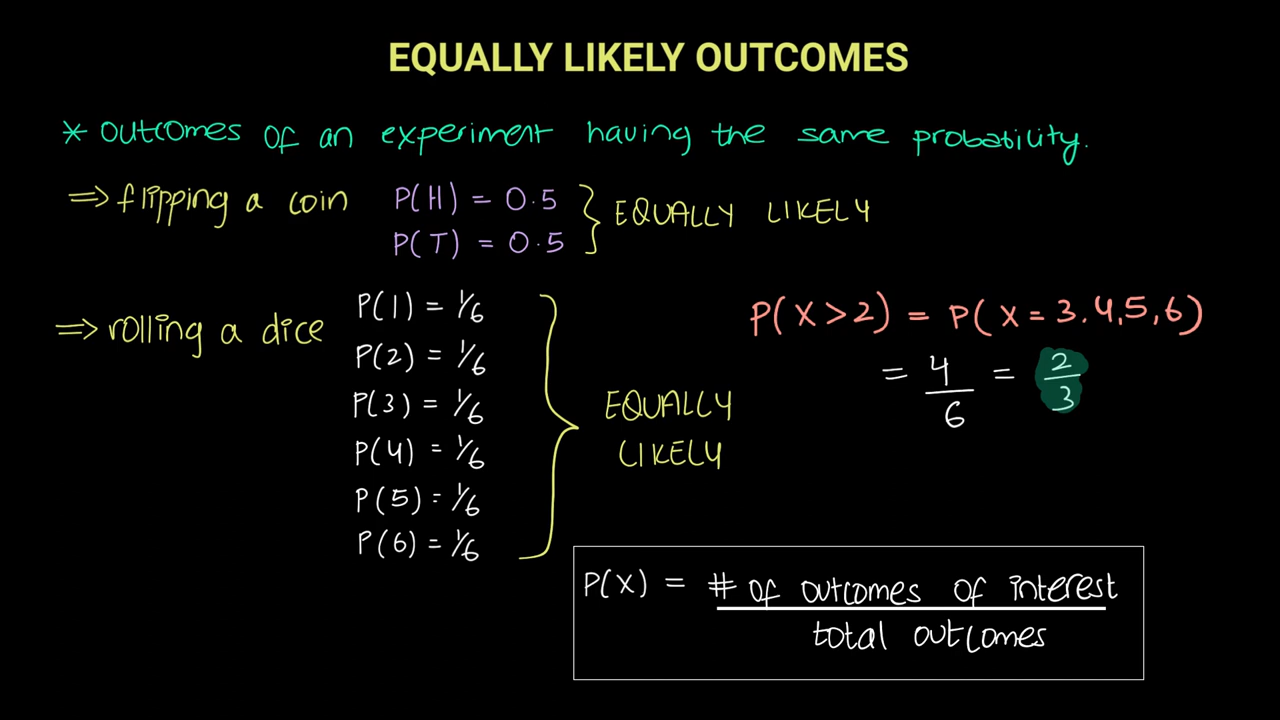 EQUALLY LIKELY OUTCOMES
* outcomes of an experiment having the same probability.
⇒ flipping a coin P(H) = 0.5
P(T) = 0.5
EQUALLY LIKELY
⇒ rolling a dice
P(1) = 1/6
P(2) = 1/6
P(3) = 1/6
P(4) = 1/6
P(5) = 1/6
P(6) = 1/6
EQUALLY
LIKELY
P(X>2) = P(X = 3.4,5,6)
= 4/6 = 2/3
P(X) = # of outcomes of interest
total outcomes